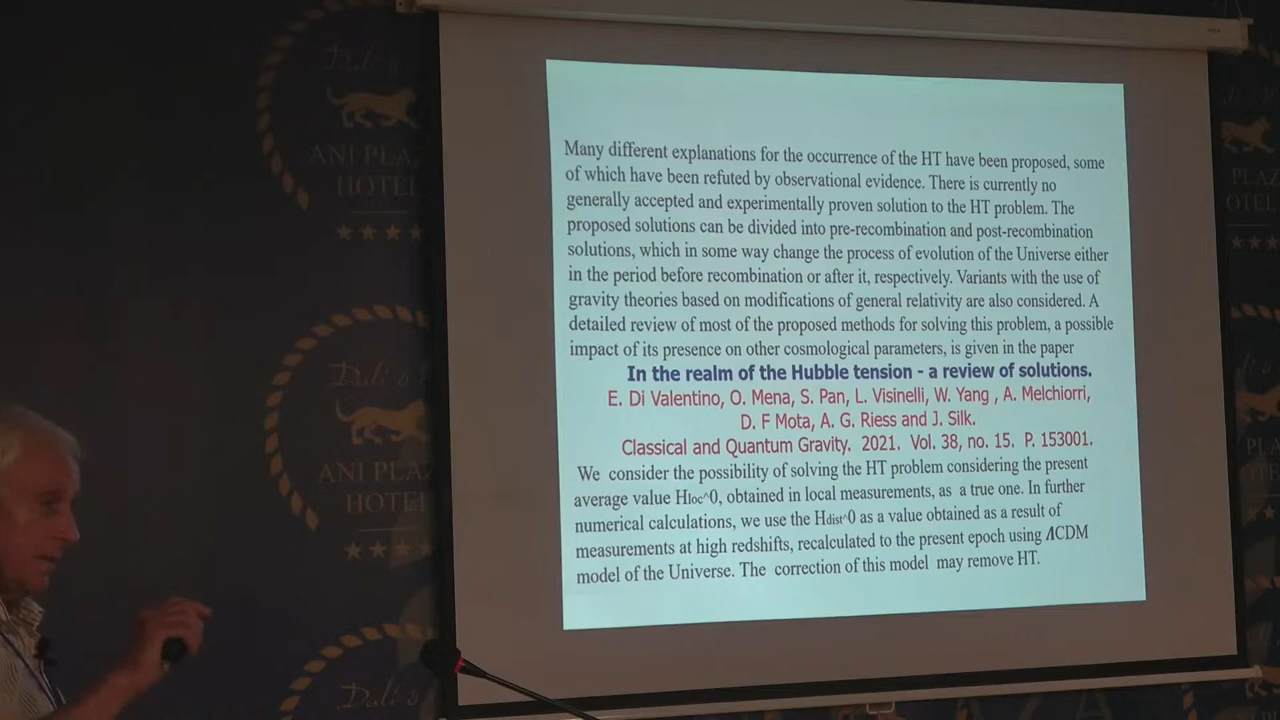 Many different explanations for the occurrence of the HT have been proposed, some
of which have been refuted by observational evidence. There is currently no
generally accepted and experimentally proven solution to the HT problem. The
proposed solutions can be divided into pre-recombination and post-recombination
solutions, which in some way change the process of evolution of the Universe either
in the period before recombination or after it, respectively. Variants with the use of
gravity theories based on modifications of general relativity are also considered. A
detailed review of most of the proposed methods for solving this problem, a possible
impact of its presence on other cosmological parameters, is given in the paper
In the realm of the Hubble tension - a review of solutions.
E. Di Valentino, O. Mena, S. Pan, L. Visinelli, W. Yang , A. Melchiorri,
D. F Mota, A. G. Riess and J. Silk.
Classical and Quantum Gravity. 2021. Vol. 38, no. 15. P. 153001.
We consider the possibility of solving the HT problem considering the present
average value Hloc^0, obtained in local measurements, as a true one. In further
numerical calculations, we use the Hdist^0 as a value obtained as a result of
measurements at high redshifts, recalculated to the present epoch using ΛCDM
model of the Universe. The correction of this model may remove HT.
ANI PLA
HOTEL
ANI PLAZ
HOTEL
PLAZ
OTEL